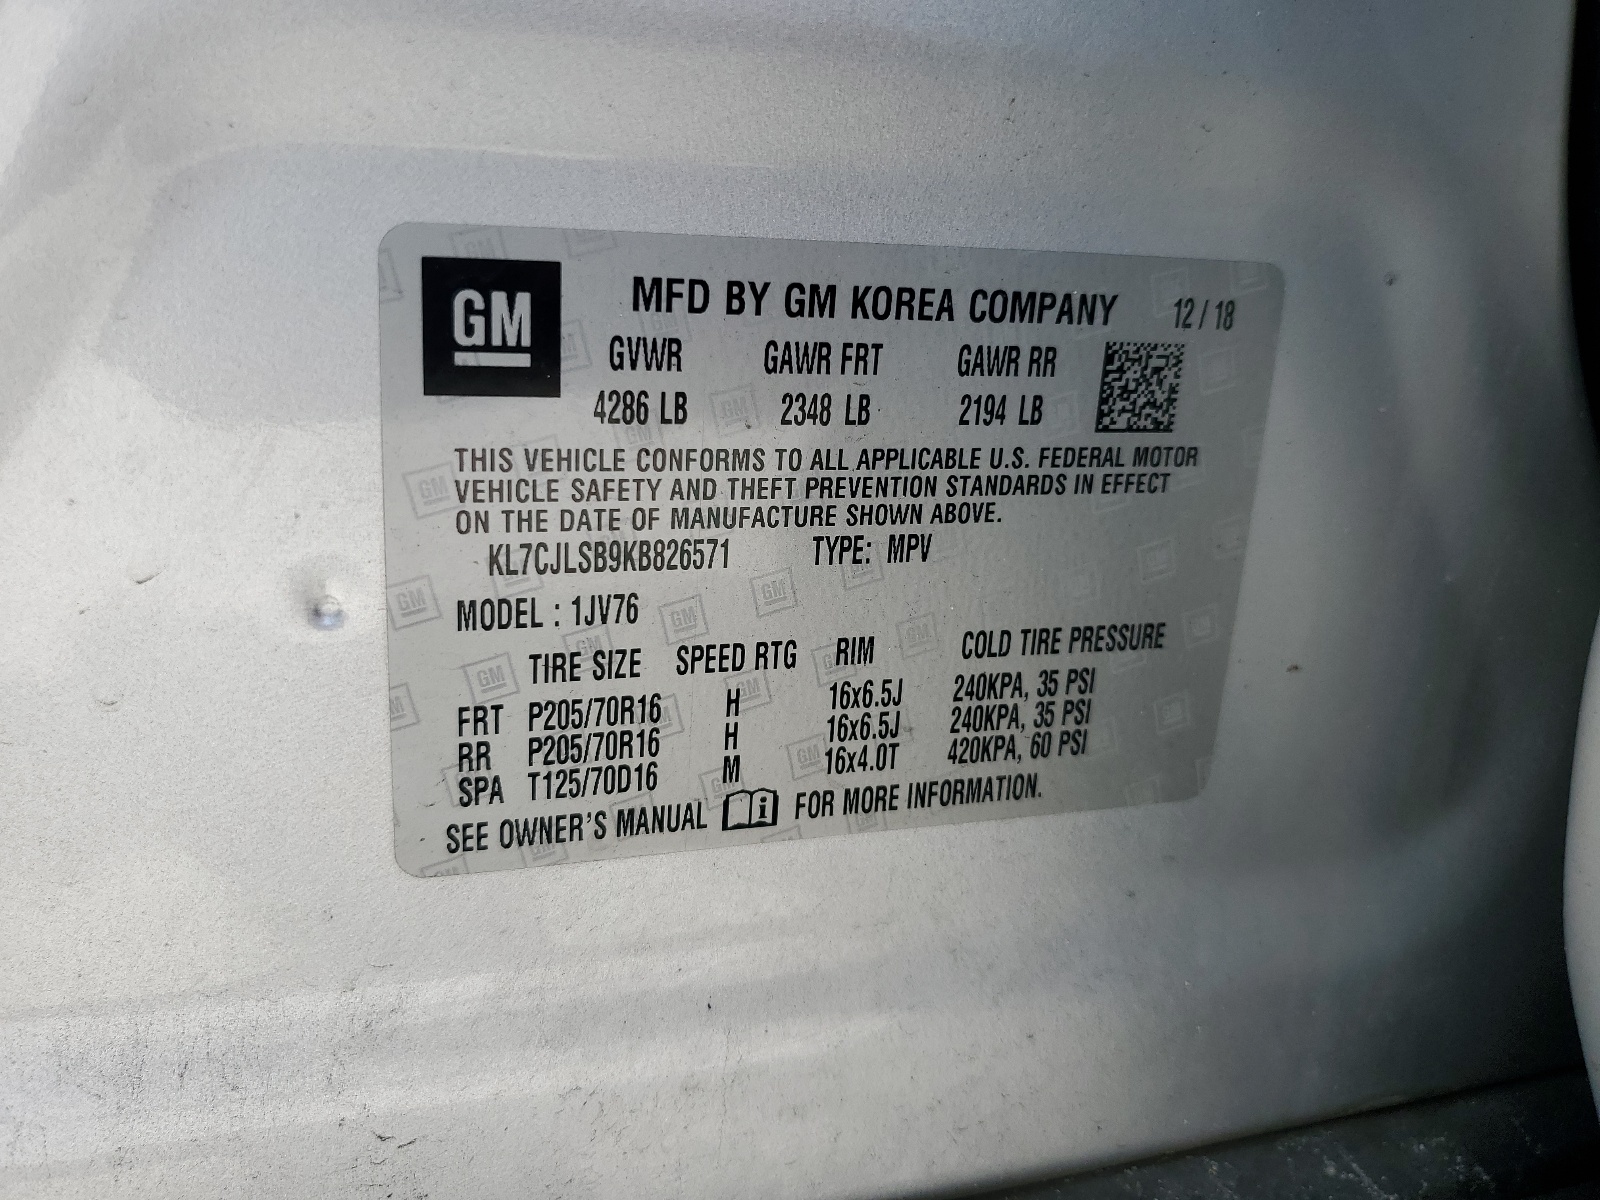 GM
MFD BY GM KOREA COMPANY 12 / 18
GVWR GAWR FRT GAWR RR
4286 LB 2348 LB 2194 LB
THIS VEHICLE CONFORMS TO ALL APPLICABLE U.S. FEDERAL MOTOR
VEHICLE SAFETY AND THEFT PREVENTION STANDARDS IN EFFECT
ON THE DATE OF MANUFACTURE SHOWN ABOVE.
KL7CJLSB9KB826571 TYPE: MPV
MODEL : 1JV76
TIRE SIZE SPEED RTG RIM COLD TIRE PRESSURE
FRT P205/70R16 H 16x6.5J 240KPA, 35 PSI
RR P205/70R16 H 16x6.5J 240KPA, 35 PSI
SPA T125/70D16 M 16x4.0T 420KPA, 60 PSI
SEE OWNER'S MANUAL i FOR MORE INFORMATION.